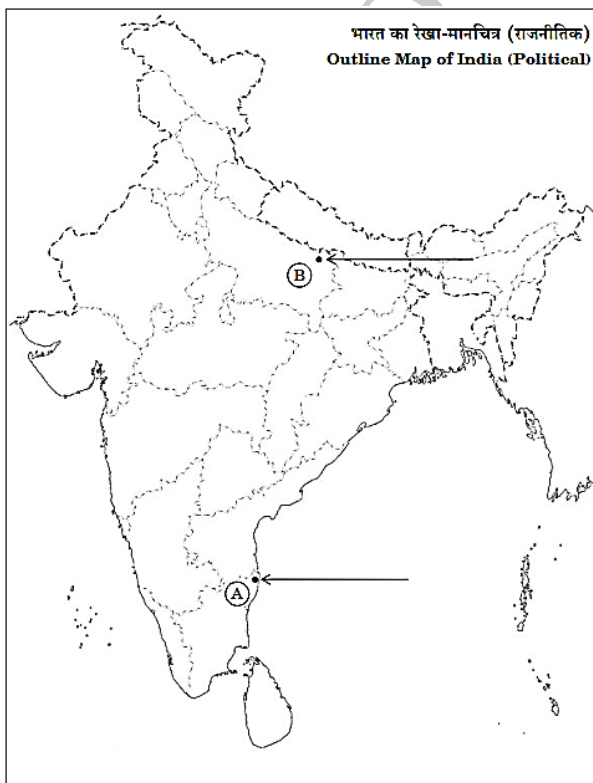 भारत का रेखा-मानचित्र (राजनीतिक)
Outline Map of India (Political)
B
A